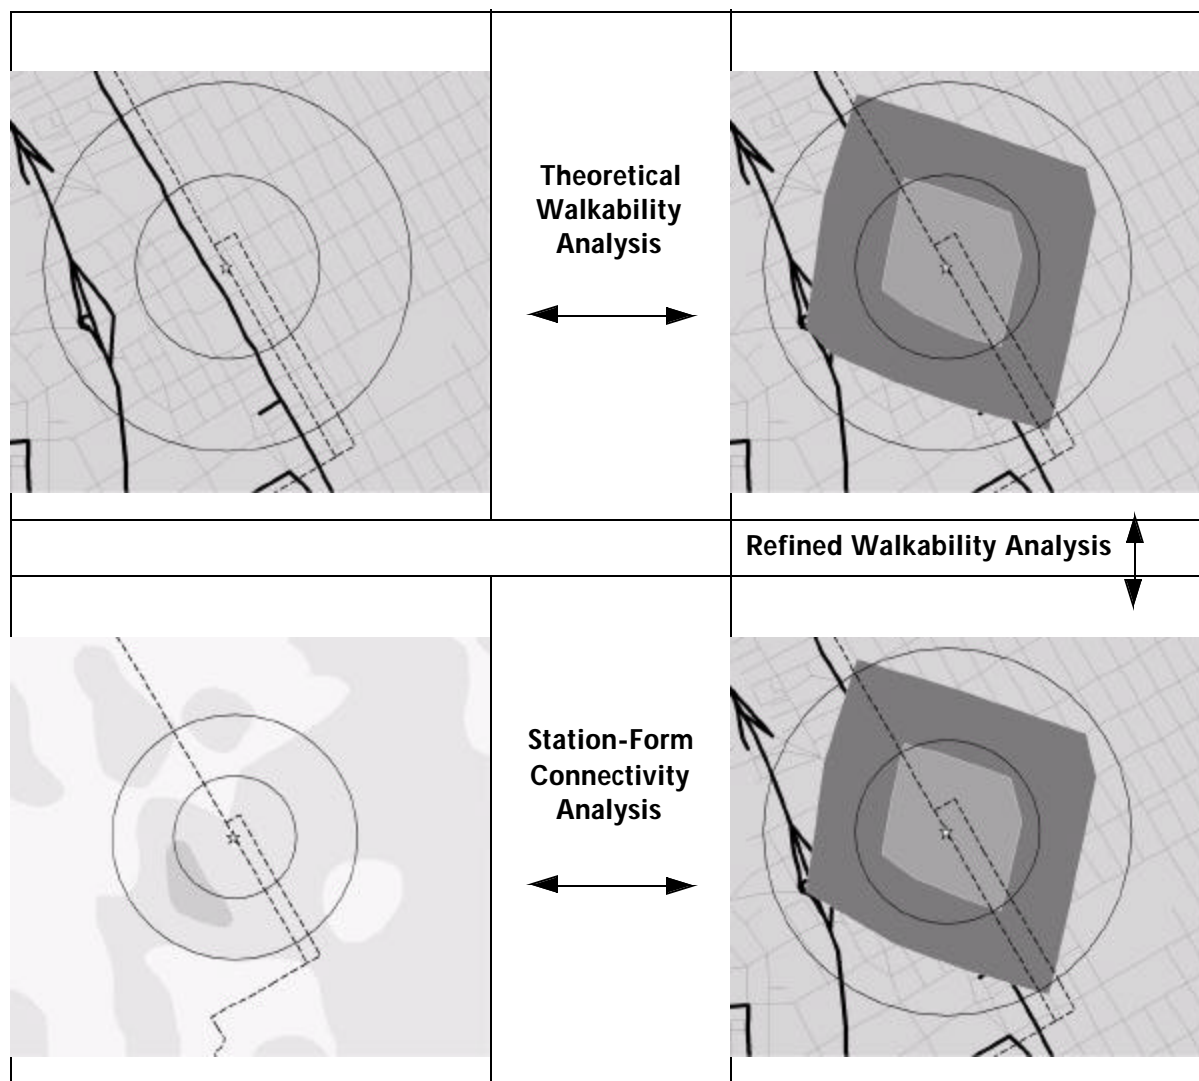 Theoretical
Walkability
Analysis
Refined Walkability Analysis
Station-Form
Connectivity
Analysis